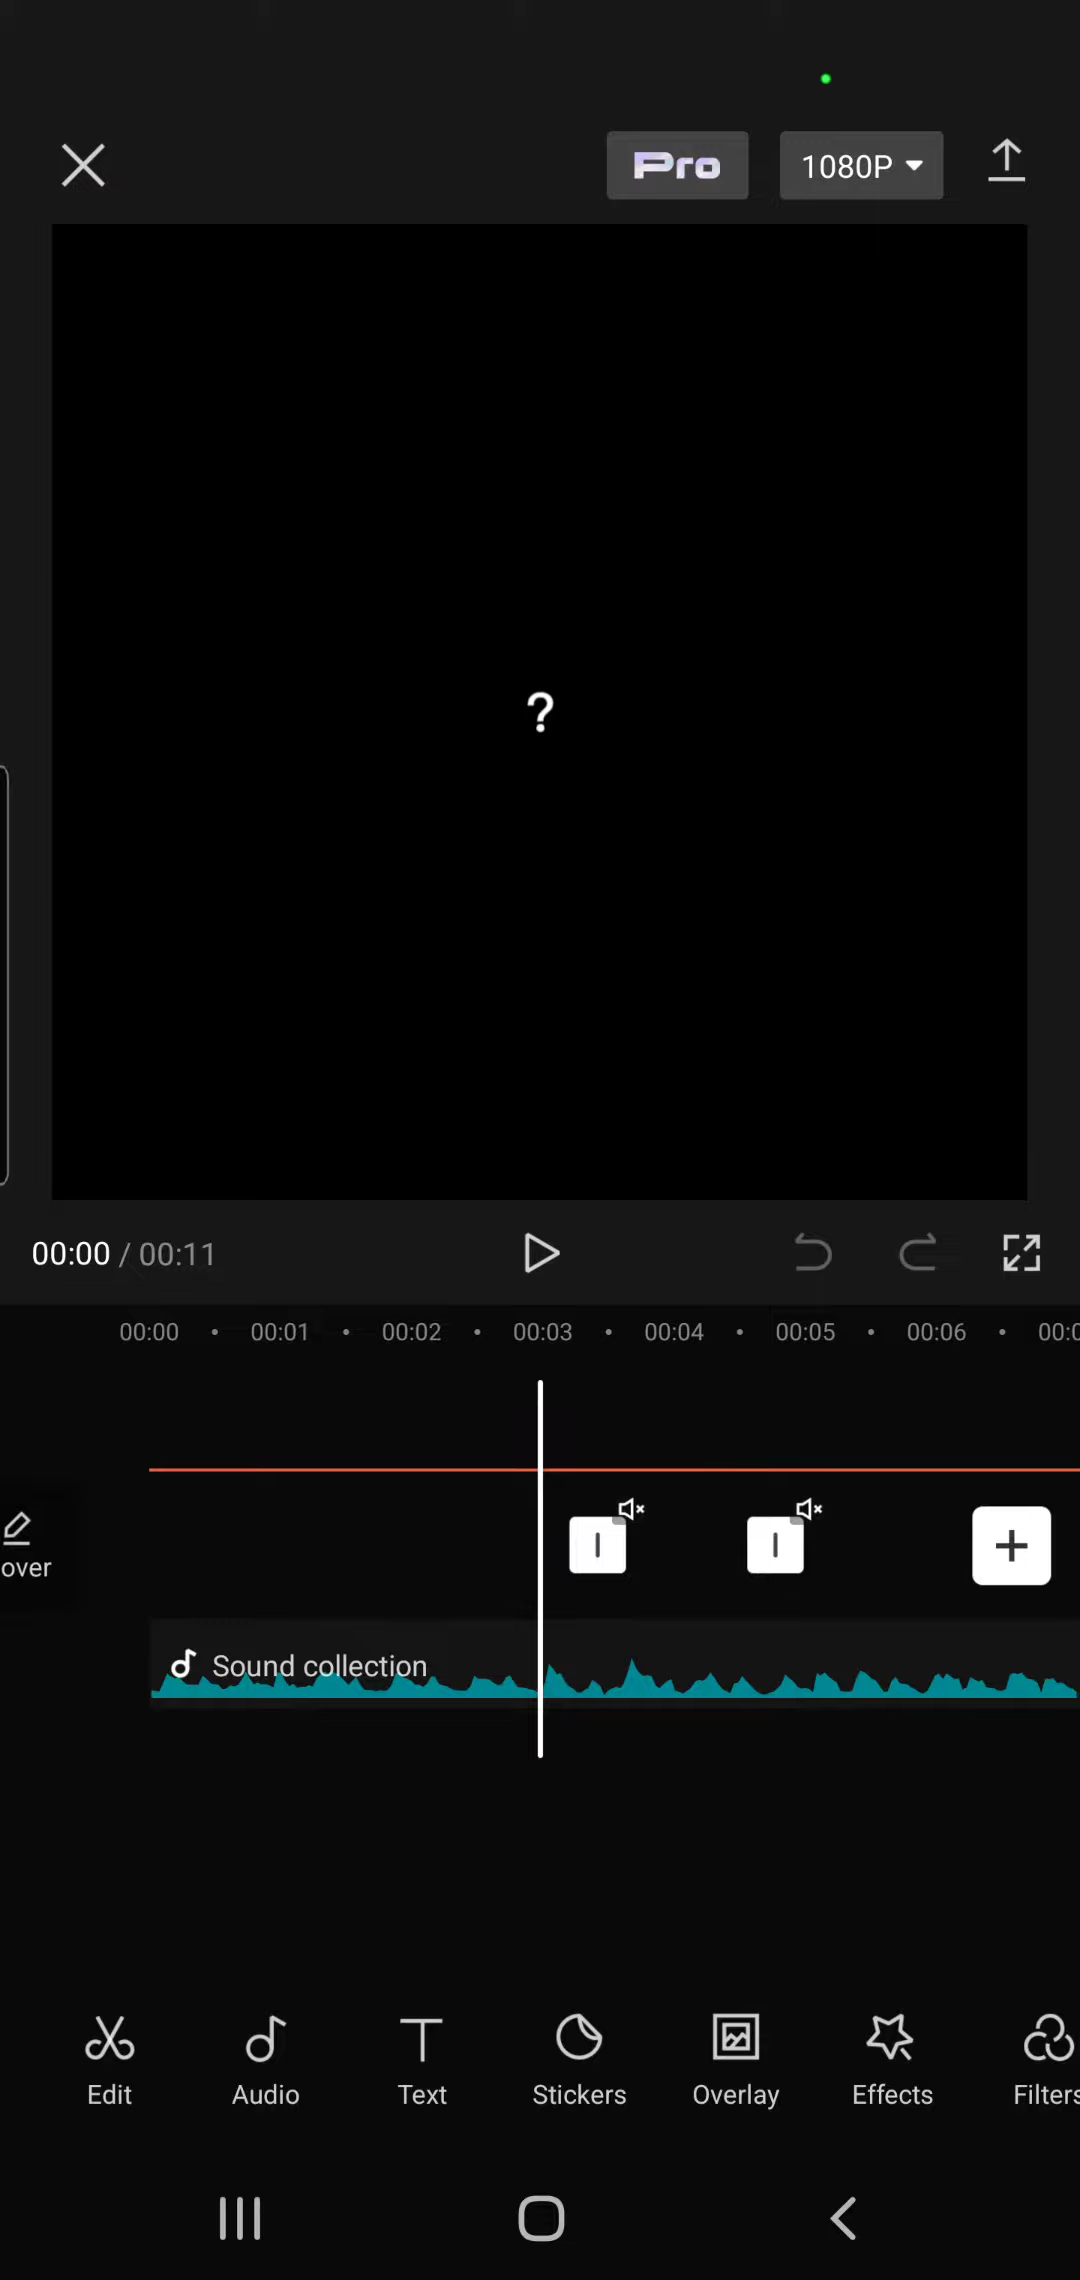 Pro 1080P
?
00:00 / 00:11
00:00 00:01 00:02 00:03 00:04 00:05 00:06 00:0
over
Sound collection
Edit Audio Text Stickers Overlay Effects Filters